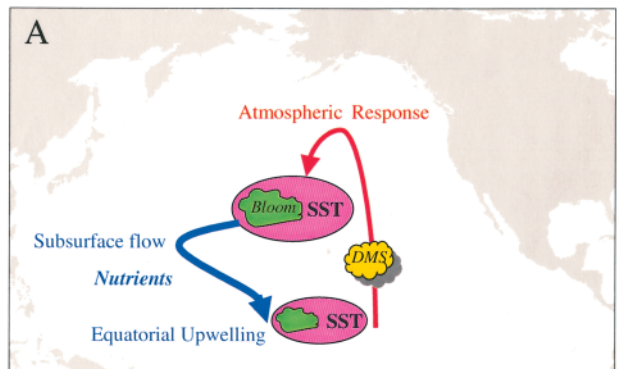 A
Atmospheric Response
Bloom SST
Subsurface flow
DMS
Nutrients
SST
Equatorial Upwelling